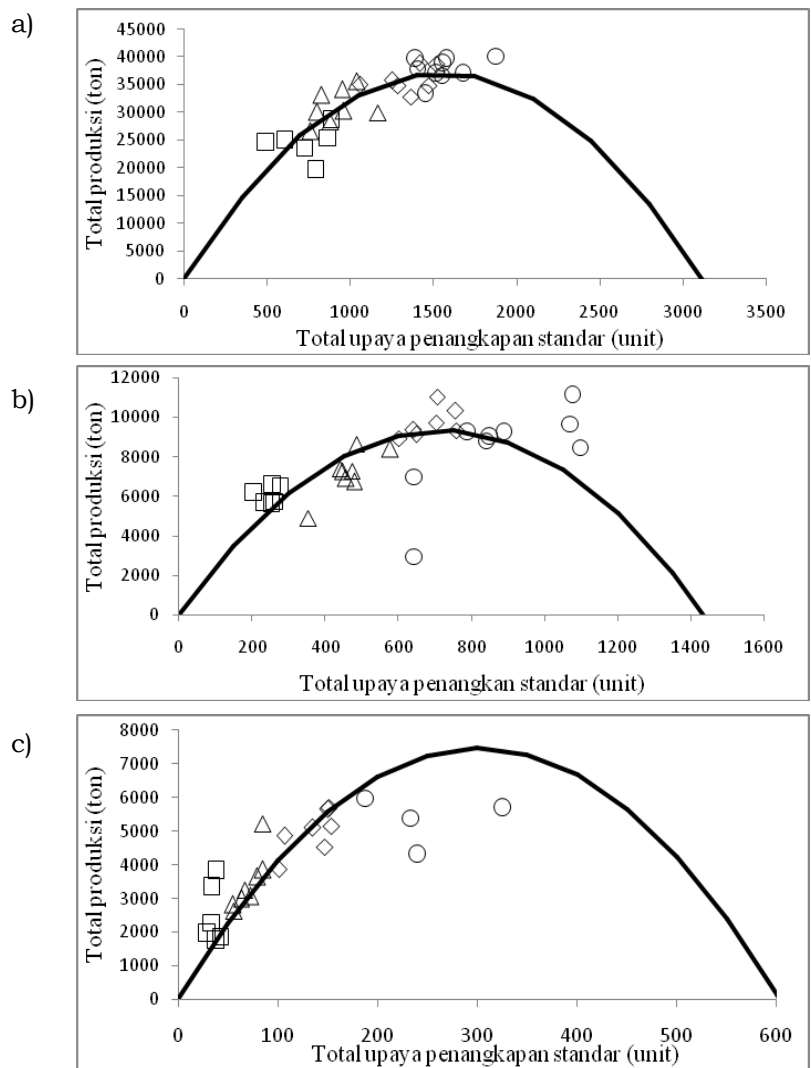 a)
Total produksi (ton)
45000
40000
35000
30000
25000
20000
15000
10000
5000
0
0 500 1000 1500 2000 2500 3000 3500
Total upaya penangkapan standar (unit)
b)
Total produksi (ton)
12000
10000
8000
6000
4000
2000
0
0 200 400 600 800 1000 1200 1400 1600
Total upaya penangkan standar (unit)
c)
Total produksi (ton)
8000
7000
6000
5000
4000
3000
2000
1000
0
0 100 200 300 400 500 600
Total upaya penangkapan standar (unit)